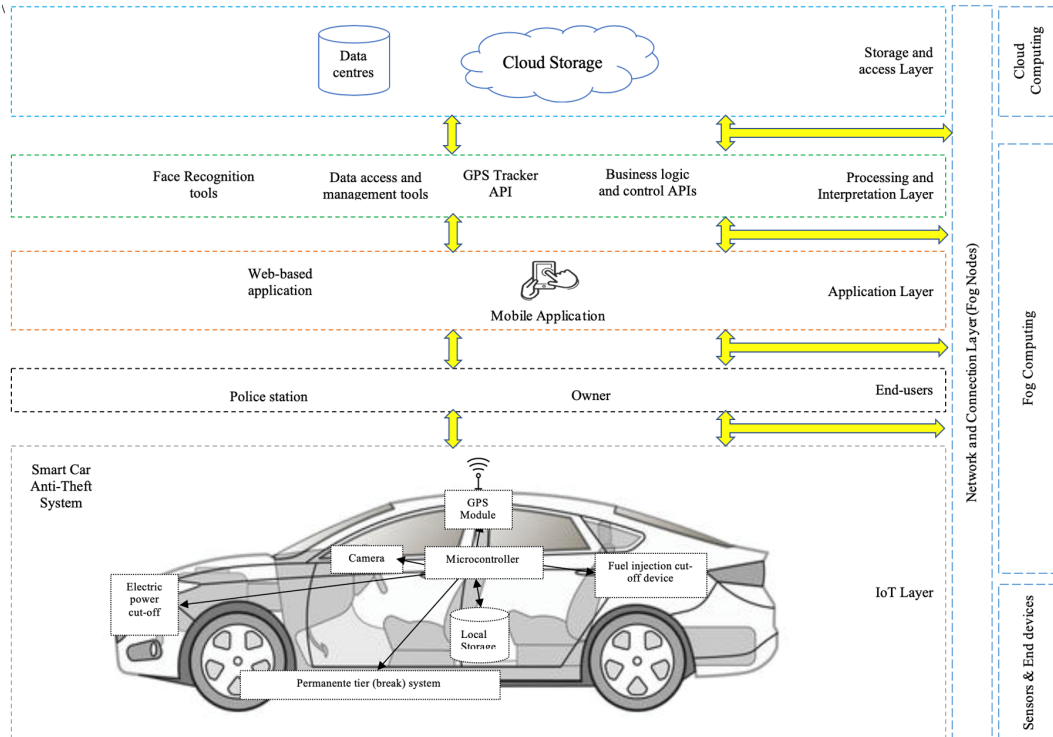 \
Data
centres
Cloud Storage
Storage and
access Layer
Cloud
Computing
Face Recognition
tools
Data access and
management tools
GPS Tracker
API
Business logic
and control APIs
Processing and
Interpretation Layer
Web-based
application
Mobile Application
Application Layer
Police station
Owner
End-users
Network and Connection Layer(Fog Nodes)
Fog Computing
Smart Car
Anti-Theft
System
GPS
Module
Camera
Microcontroller
Fuel injection cut-
off device
Electric
power
cut-off
Local
Storage
Permanente tier (break) system
IoT Layer
Sensors & End devices